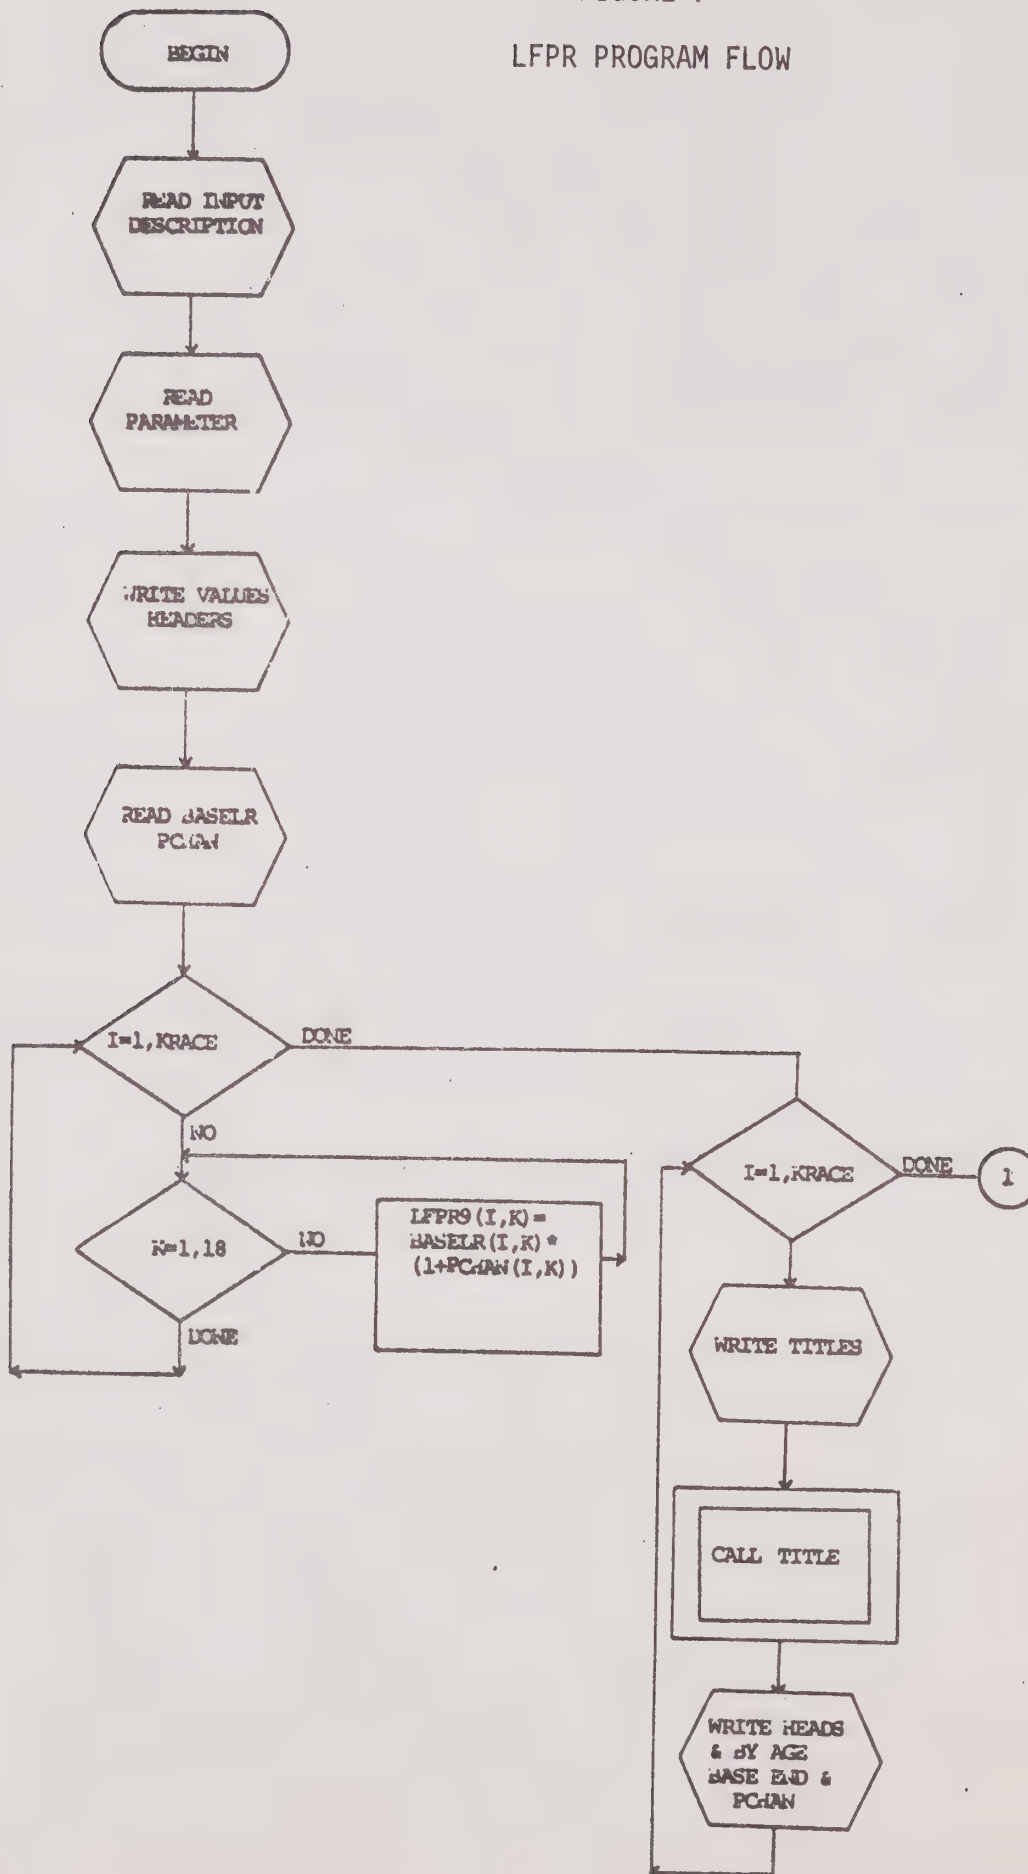 LFPR PROGRAM FLOW
BEGIN
READ INPUT
DESCRIPTION
READ
PARAMETER
WRITE VALUES
HEADERS
READ BASELR
PCHAN
I=1,KRACE
DONE
NO
K=1,18
NO
LFPR9(I,K)=
BASELR(I,K)*
(1+PCHAN(I,K))
DONE
I=1,KRACE
DONE
1
WRITE TITLES
CALL TITLE
WRITE HEADS
& BY AGE
BASE END &
PCHAN